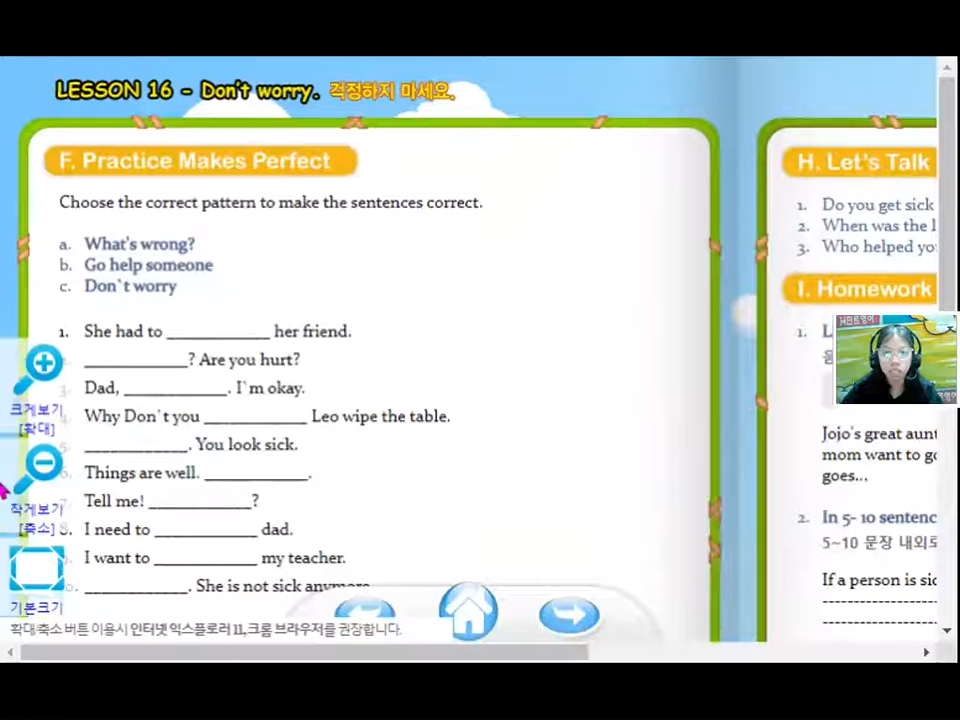 LESSON 16 - Don't worry. 걱정하지 마세요.
F. Practice Makes Perfect
Choose the correct pattern to make the sentences correct.
a. What's wrong?
b. Go help someone
c. Don`t worry
1. She had to ____________ her friend.
____________? Are you hurt?
3. Dad, ____________. I`m okay.
Why Don`t you ____________ Leo wipe the table.
5. ____________. You look sick.
6. Things are well. ____________.
7. Tell me! ____________?
8. I need to ____________ dad.
I want to ____________ my teacher.
____________. She is not sick anymore
크게보기
[확대]
작게보기
[축소]
기본크기
확대/축소 버튼 이용시 인터넷 익스플로러 11,크롬 브라우저를 권장합니다.
H. Let's Talk
1. Do you get sick
2. When was the l
3. Who helped yo
I. Homework
1. L
Jojo's great aunt
mom want to go
goes...
2. In 5- 10 sentenc
5~10 문장 내외로
If a person is sic